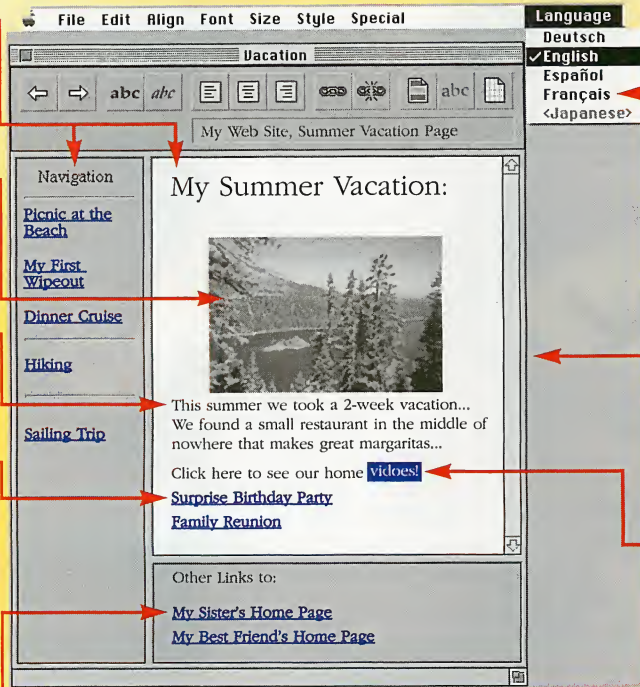 File Edit Align Font Size Style Special
Language
Deutsch
✓English
Español
Français
<Japanese>
Vacation
abc abc abc
My Web Site, Summer Vacation Page
Navigation
Picnic at the
Beach
My First
Wipeout
Dinner Cruise
Hiking
Sailing Trip
My Summer Vacation:
This summer we took a 2-week vacation...
We found a small restaurant in the middle of
nowhere that makes great margaritas...
Click here to see our home vidoes!
Surprise Birthday Party
Family Reunion
Other Links to:
My Sister's Home Page
My Best Friend's Home Page